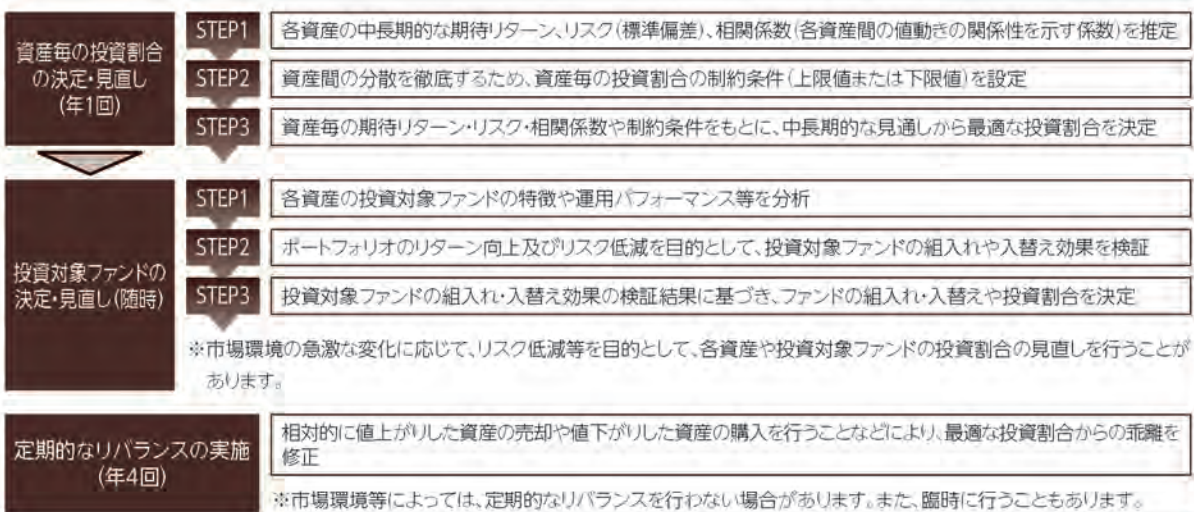 資産毎の投資割合
の決定・見直し
(年1回)
STEP1
各資産の中長期的な期待リターン、リスク(標準偏差)、相関係数(各資産間の値動きの関係性を示す係数)を推定
STEP2
資産間の分散を徹底するため、資産毎の投資割合の制約条件(上限値または下限値)を設定
STEP3
資産毎の期待リターン・リスク・相関係数や制約条件をもとに、中長期的な見通しから最適な投資割合を決定
投資対象ファンドの
決定・見直し(随時)
STEP1
各資産の投資対象ファンドの特徴や運用パフォーマンス等を分析
STEP2
ポートフォリオのリターン向上及びリスク低減を目的として、投資対象ファンドの組入れや入替え効果を検証
STEP3
投資対象ファンドの組入れ・入替え効果の検証結果に基づき、ファンドの組入れ・入替えや投資割合を決定
※市場環境の急激な変化に応じて、リスク低減等を目的として、各資産や投資対象ファンドの投資割合の見直しを行うことが
あります。
定期的なリバランスの実施
(年4回)
相対的に値上がりした資産の売却や値下がりした資産の購入を行うことなどにより、最適な投資割合からの乖離を
修正
※市場環境等によっては、定期的なリバランスを行わない場合があります。また、臨時に行うこともあります。